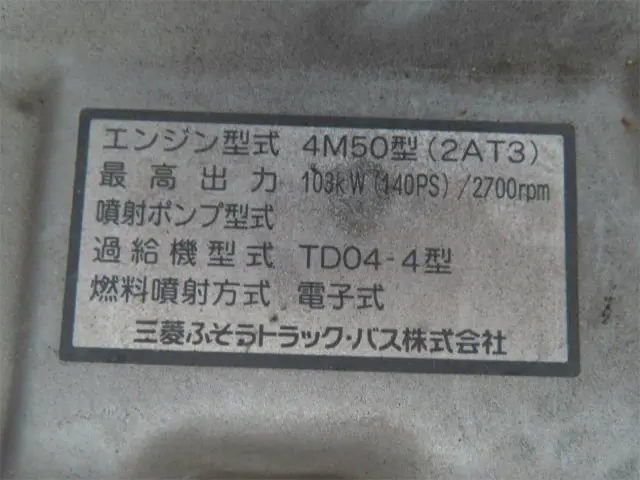 エンジン型式 4M50型(2AT3)
最高出力 103kW(140PS)/2700rpm
噴射ポンプ型式
過給機型式 TD04-4型
燃料噴射方式 電子式
三菱ふそうトラック・バス株式会社